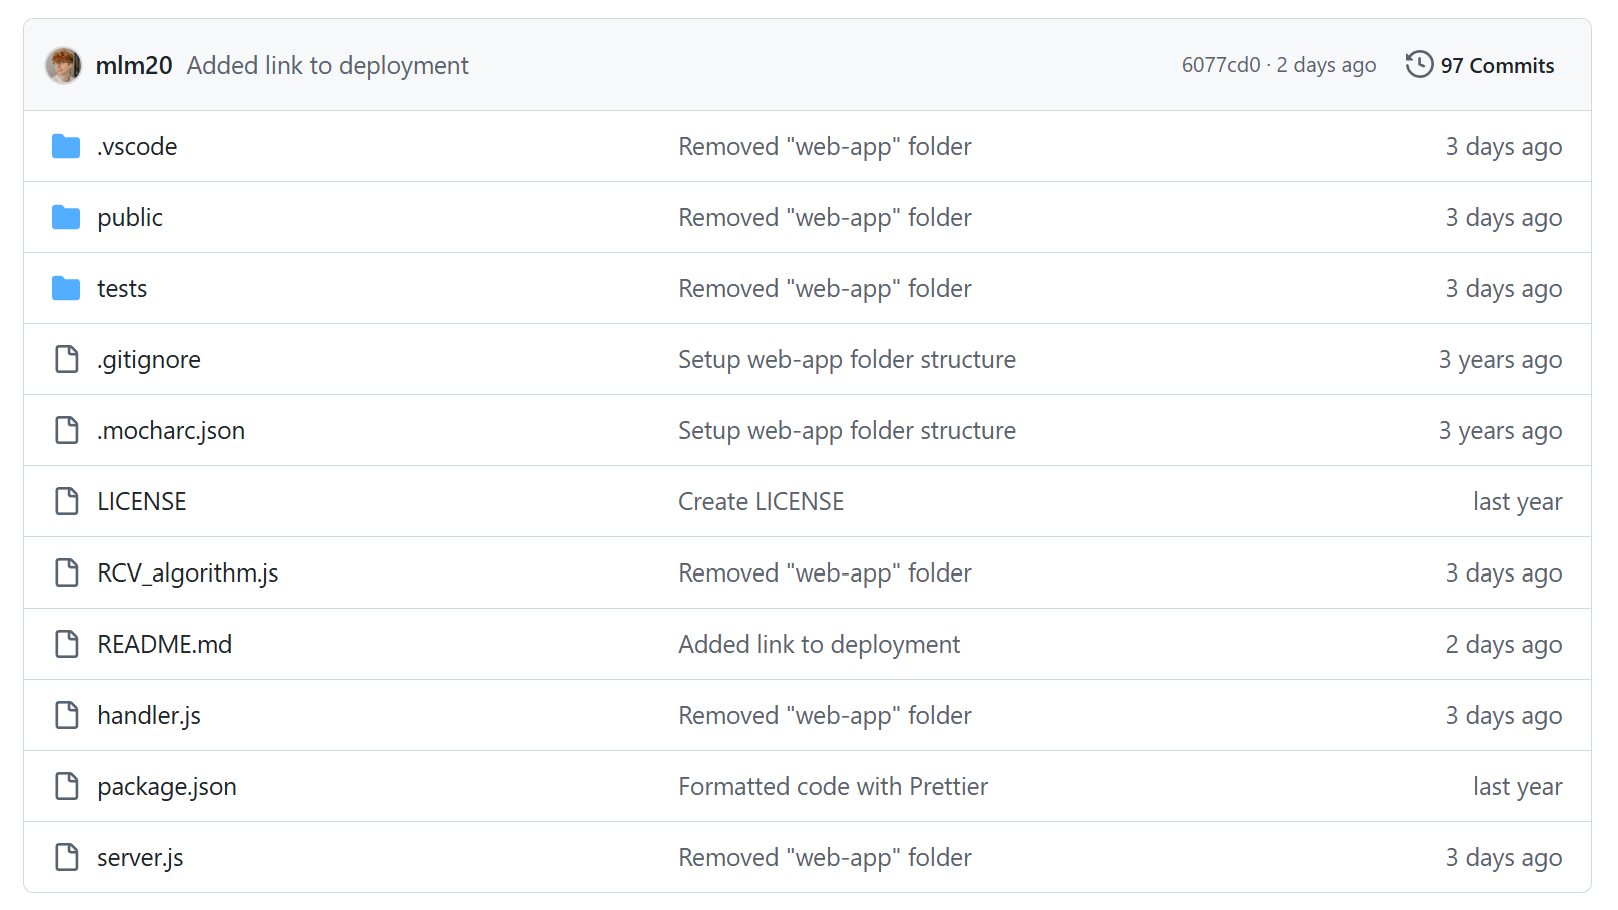 mlm20 Added link to deployment 6077cd0 · 2 days ago 97 Commits
.vscode Removed "web-app" folder 3 days ago
public Removed "web-app" folder 3 days ago
tests Removed "web-app" folder 3 days ago
.gitignore Setup web-app folder structure 3 years ago
.mocharc.json Setup web-app folder structure 3 years ago
LICENSE Create LICENSE last year
RCV_algorithm.js Removed "web-app" folder 3 days ago
README.md Added link to deployment 2 days ago
handler.js Removed "web-app" folder 3 days ago
package.json Formatted code with Prettier last year
server.js Removed "web-app" folder 3 days ago